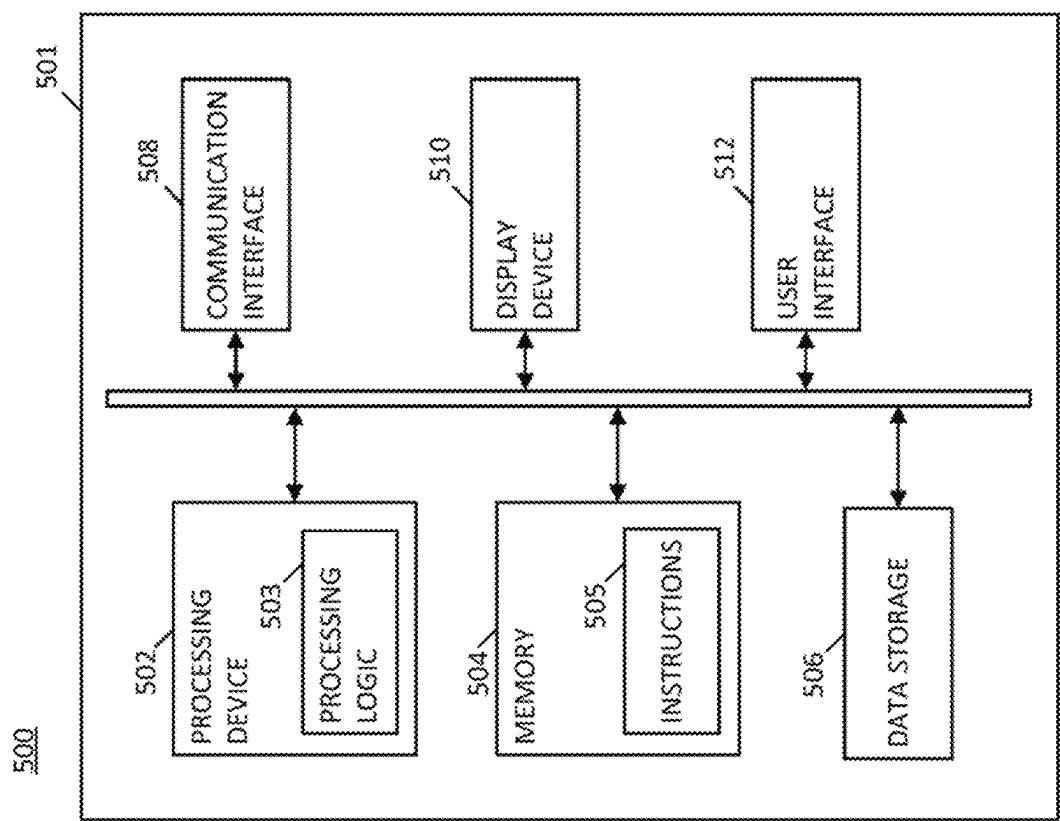 500
501
502
PROCESSING
DEVICE
503
PROCESSING
LOGIC
504
MEMORY
505
INSTRUCTIONS
506
DATA STORAGE
508
COMMUNICATION
INTERFACE
510
DISPLAY
DEVICE
512
USER
INTERFACE